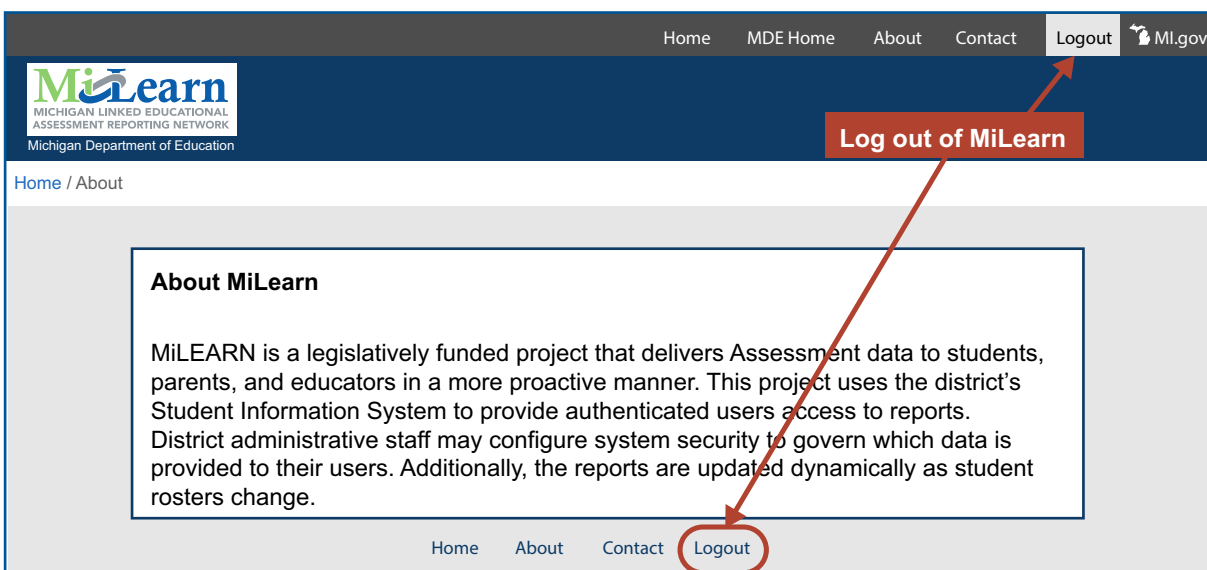 Home MDE Home About Contact Logout MI.gov
MiLearn
MICHIGAN LINKED EDUCATIONAL
ASSESSMENT REPORTING NETWORK
Michigan Department of Education
Log out of MiLearn
Home / About
About MiLearn
MiLEARN is a legislatively funded project that delivers Assessment data to students,
parents, and educators in a more proactive manner. This project uses the district’s
Student Information System to provide authenticated users access to reports.
District administrative staff may configure system security to govern which data is
provided to their users. Additionally, the reports are updated dynamically as student
rosters change.
Home About Contact Logout